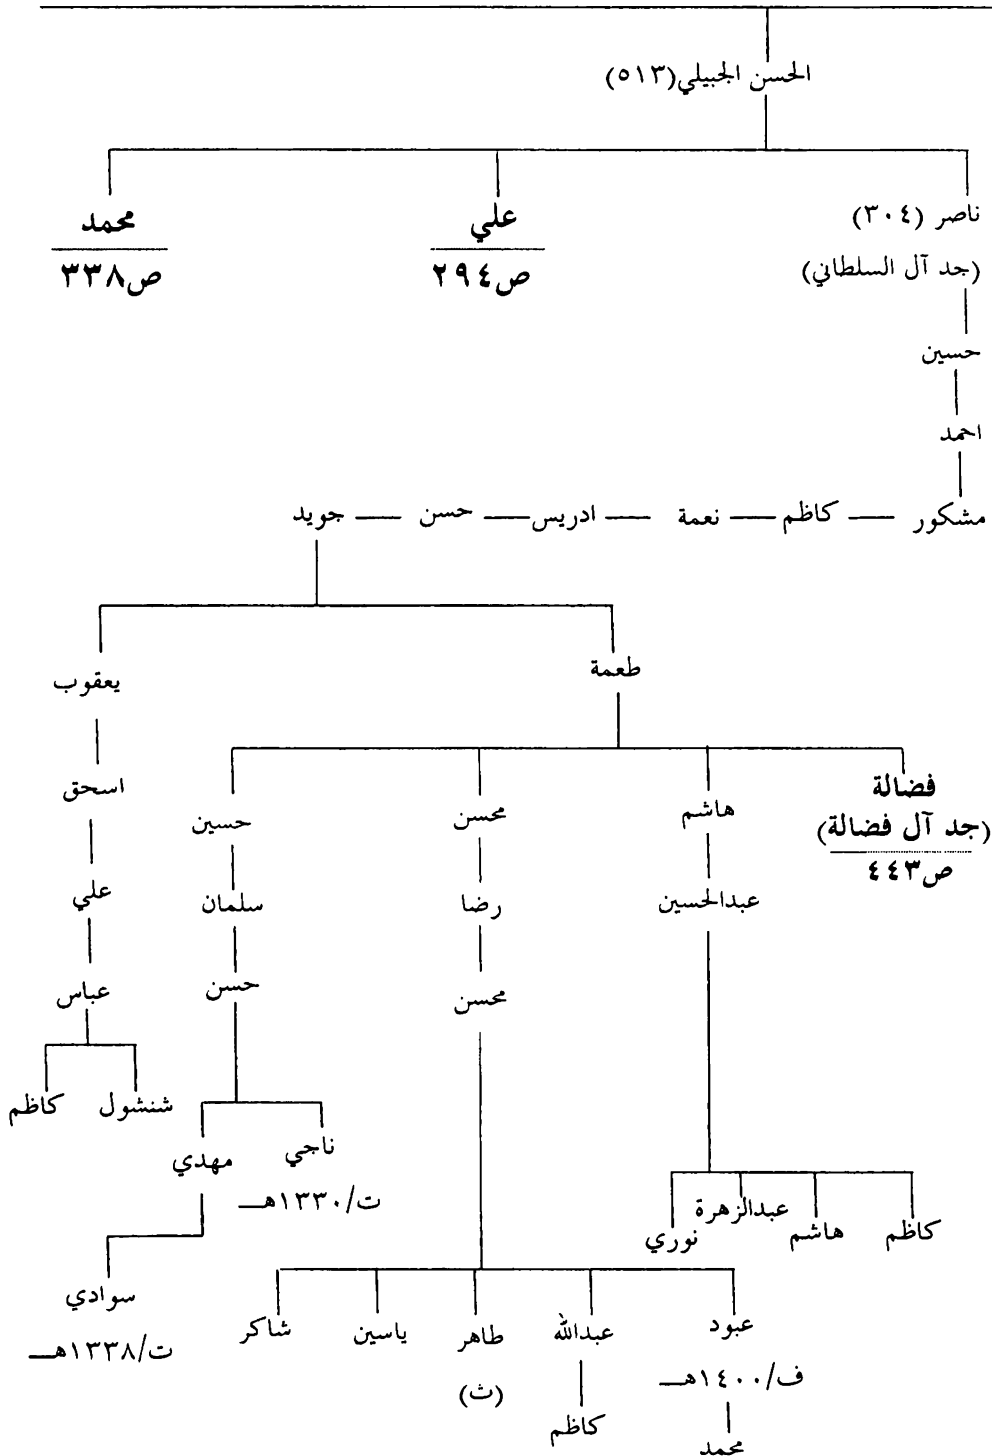 الحسن الجبيلي(٥١٣)
ناصر (٣٠٤)
(جد آل السلطاني)
علي
ص٢٩٤
محمد
ص٣٣٨
حسين
احمد
مشكور — كاظم — نعمة — ادريس — حسن — جويد
طعمة
يعقوب
فضالة
(جد آل فضالة)
ص٤٤٣
هاشم
محسن
حسين
اسحق
عبدالحسين
رضا
سلمان
علي
محسن
حسن
عباس
شنشول
كاظم
ناجي
ت/١٣٣٠هـ
مهدي
كاظم
هاشم
عبدالزهرة
نوري
سوادي
ت/١٣٣٨هـ
عبود
ف/١٤٠٠هـ
عبدالله
طاهر
(ث)
ياسين
شاكر
كاظم
محمد